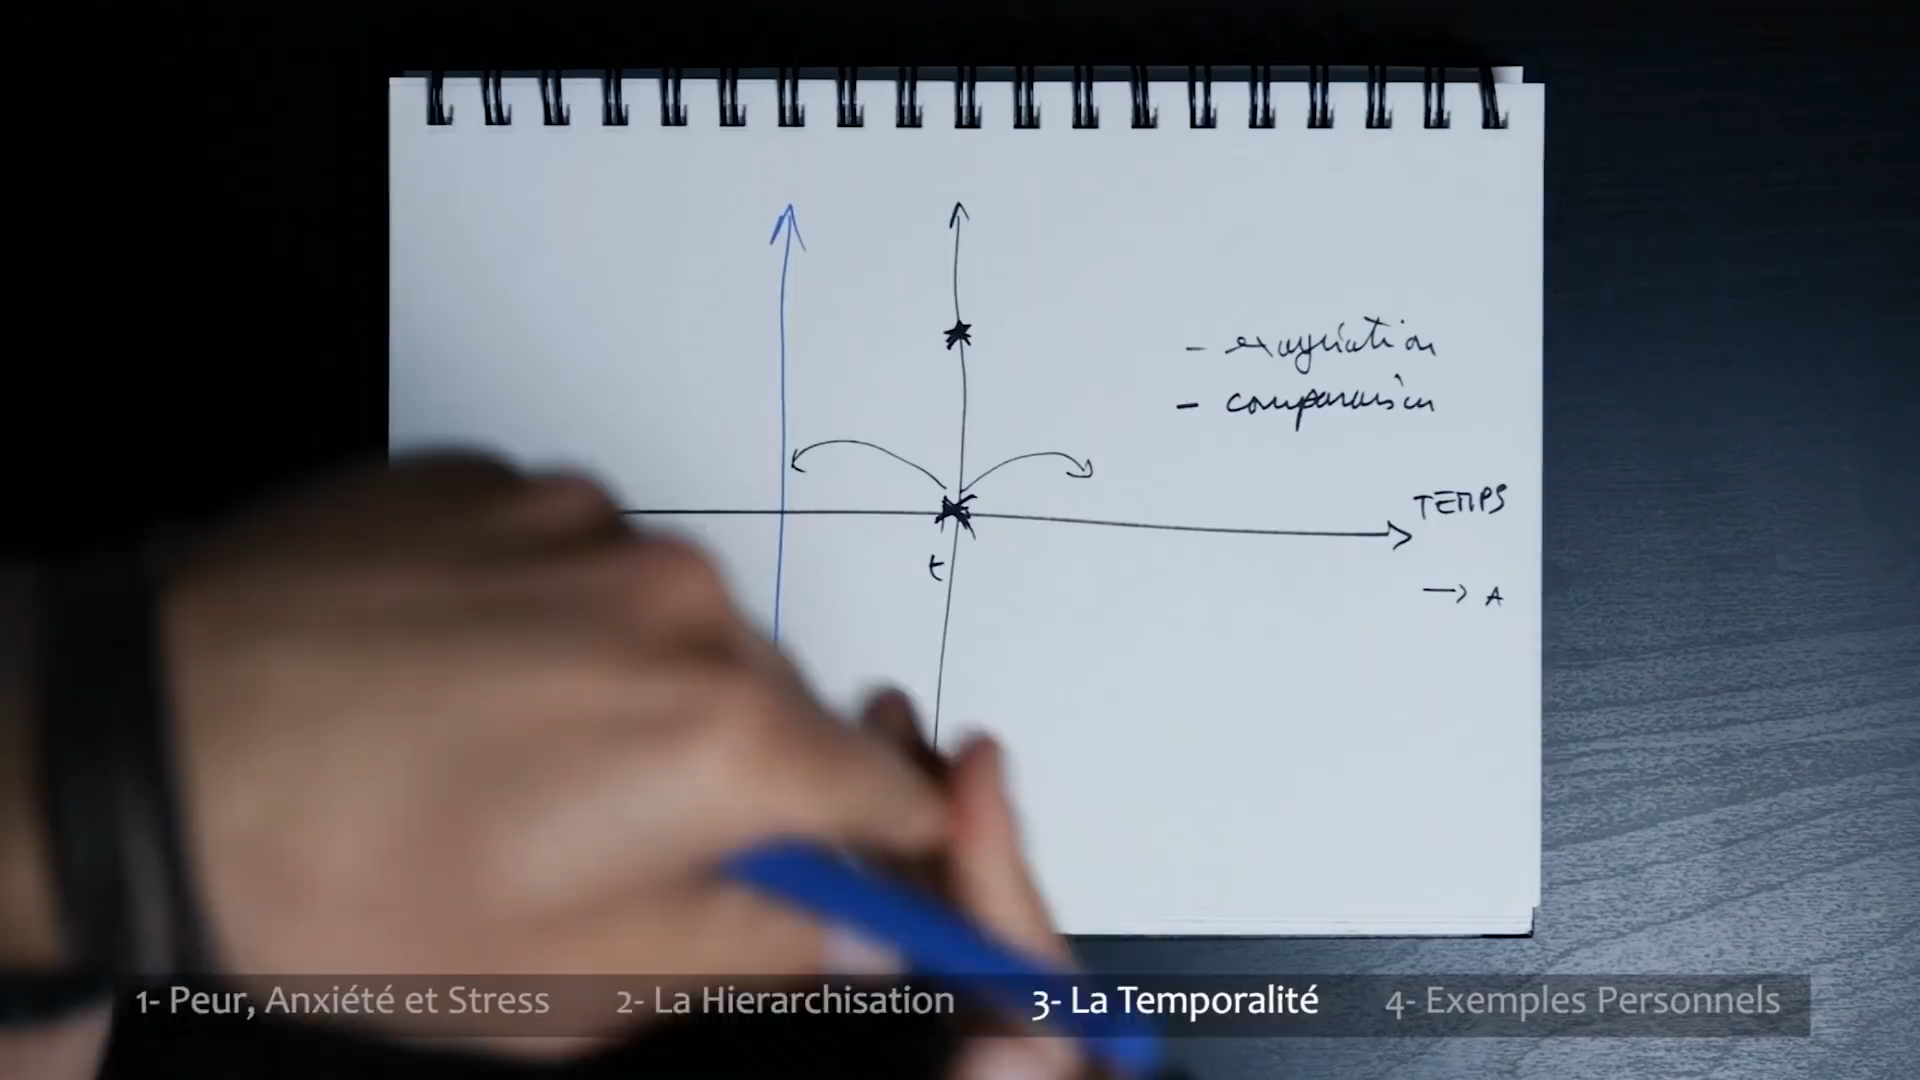 - exagération
- comparaison
TEMPS
t
→ A
1- Peur, Anxiété et Stress 2- La Hierarchisation 3- La Temporalité 4- Exemples Personnels